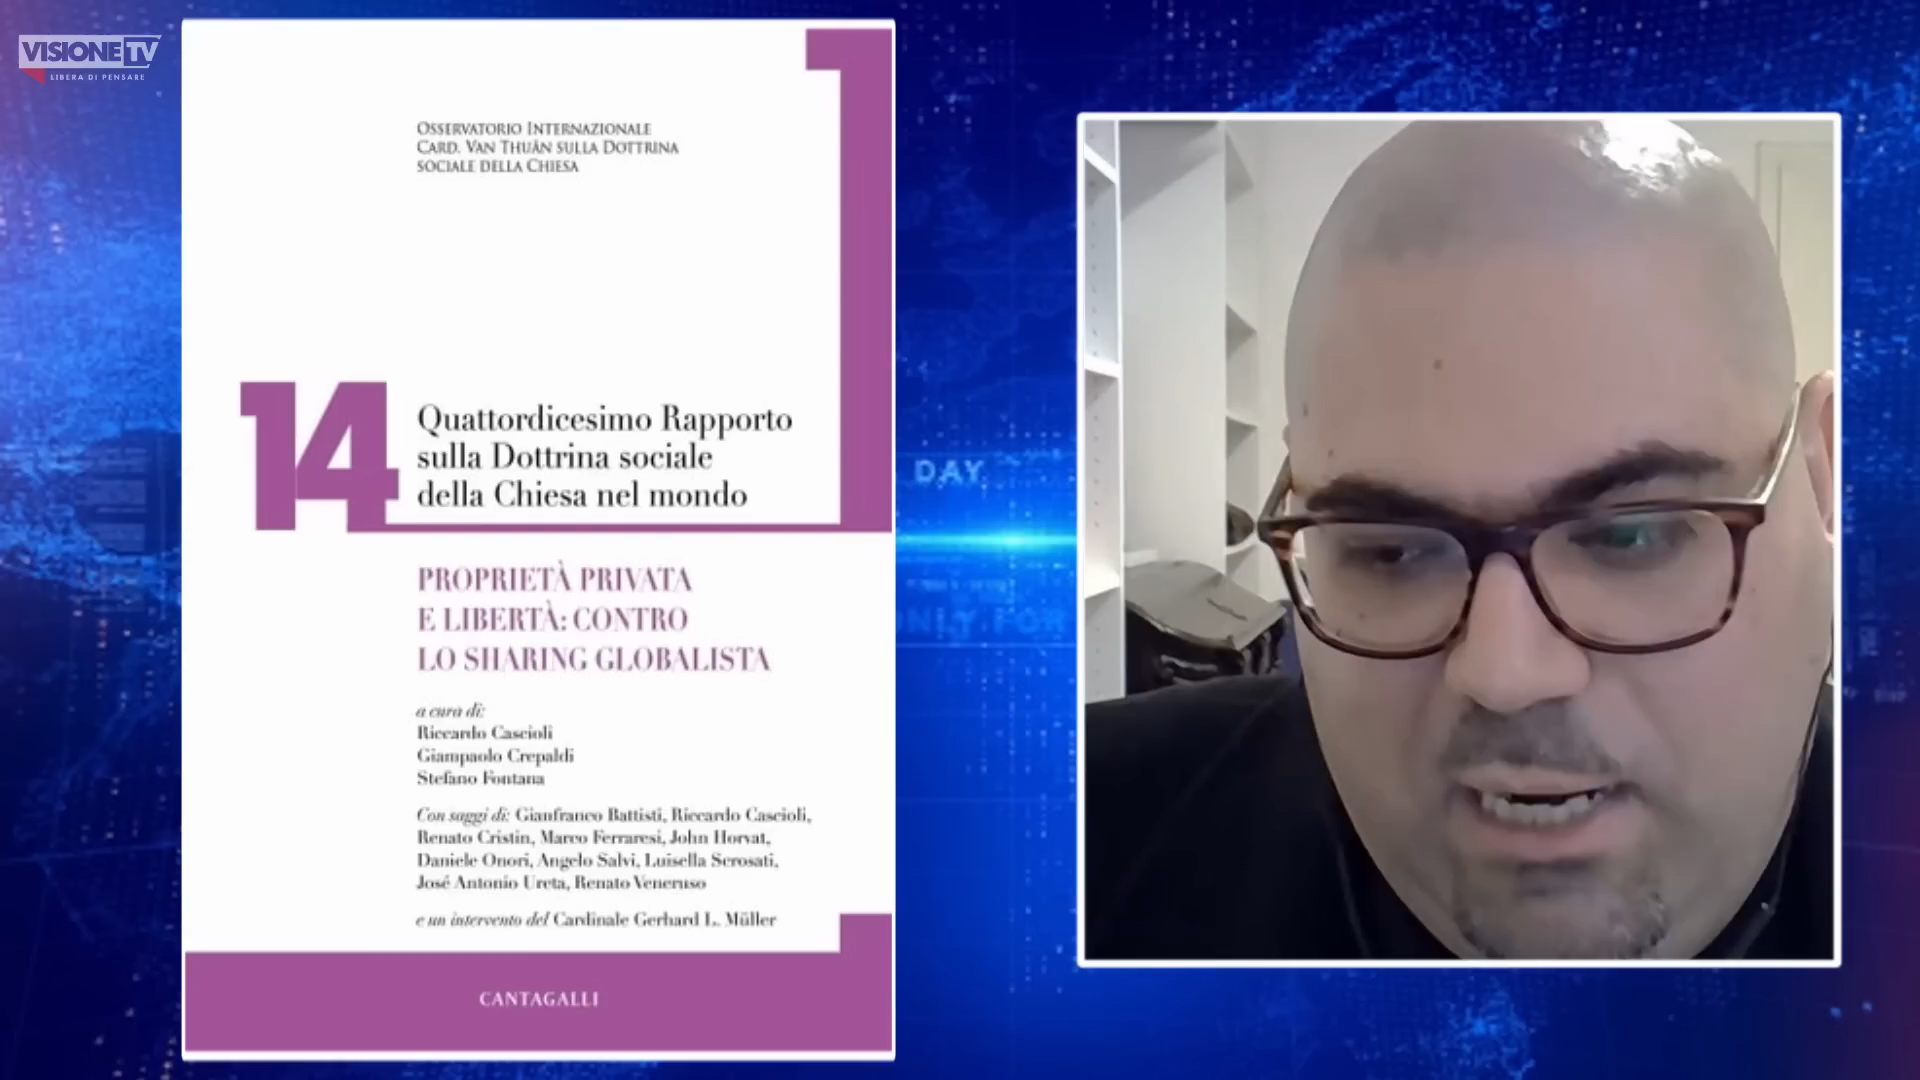 VISIONE TV
LIBERA DI PENSARE
OSSERVATORIO INTERNAZIONALE
CARD. VAN THUÂN SULLA DOTTRINA
SOCIALE DELLA CHIESA
14
Quattordicesimo Rapporto
sulla Dottrina sociale
della Chiesa nel mondo
PROPRIETÀ PRIVATA
E LIBERTÀ: CONTRO
LO SHARING GLOBALISTA
a cura di:
Riccardo Cascioli
Giampaolo Crepaldi
Stefano Fontana
Con saggi di: Gianfranco Battisti, Riccardo Cascioli,
Renato Cristin, Marco Ferraresi, John Horvat,
Daniele Onori, Angelo Salvi, Luisella Scrosati,
José Antonio Ureta, Renato Veneruso
e un intervento del Cardinale Gerhard L. Müller
CANTAGALLI
DAY
ONLY FOR